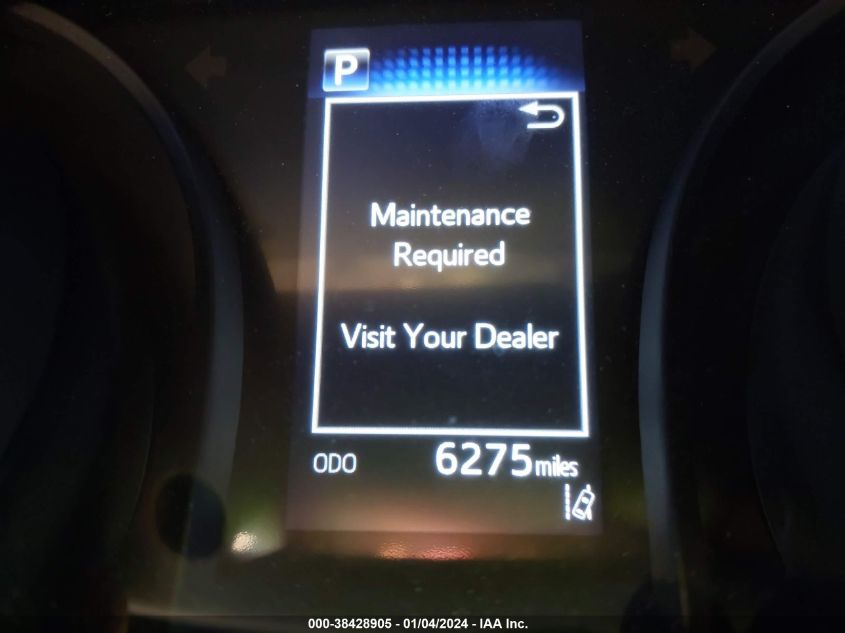 P
Maintenance
Required
Visit Your Dealer
ODO 6275 miles
000-38428905 - 01/04/2024 - IAA Inc.